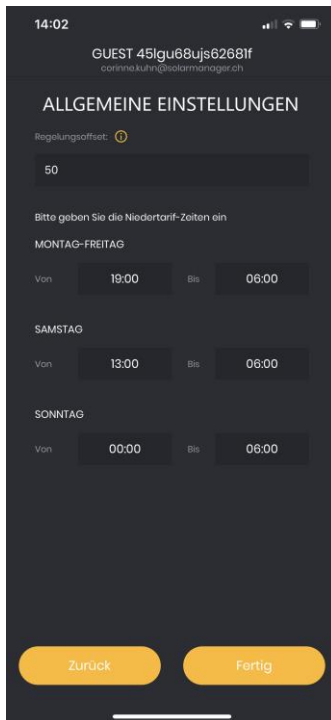 14:02
GUEST 45lgu68ujs62681f
corinne.kuhn@solarmanager.ch
ALLGEMEINE EINSTELLUNGEN
Regelungsoffset:
50
Bitte geben Sie die Niedertarif-Zeiten ein
MONTAG-FREITAG
Von 19:00 Bis 06:00
SAMSTAG
Von 13:00 Bis 06:00
SONNTAG
Von 00:00 Bis 06:00
Zurück Fertig